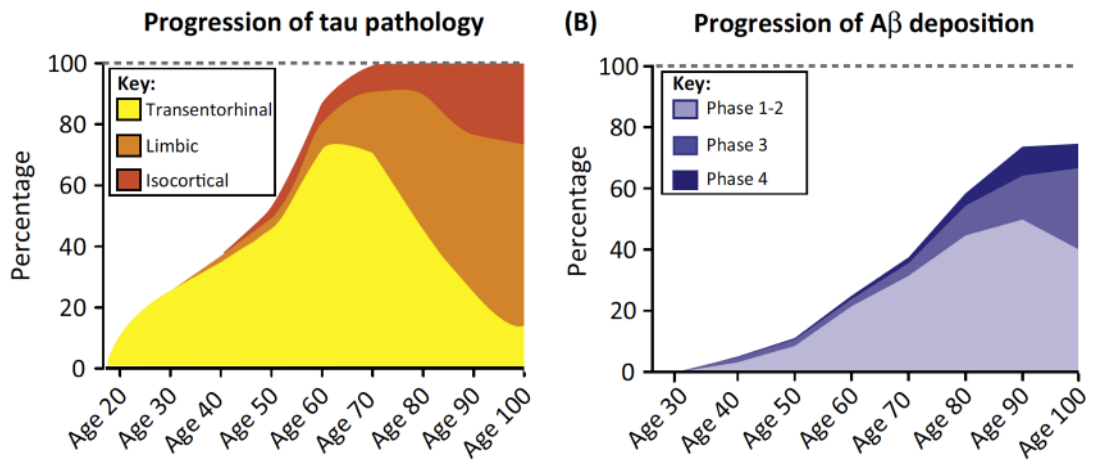 Progression of tau pathology
100
80
60
40
20
0
Percentage
Key:
Transentorhinal
Limbic
Isocortical
Age 20
Age 30
Age 40
Age 50
Age 60
Age 70
Age 80
Age 90
Age 100
(B)
Progression of Aβ deposition
100
80
60
40
20
0
Percentage
Key:
Phase 1-2
Phase 3
Phase 4
Age 30
Age 40
Age 50
Age 60
Age 70
Age 80
Age 90
Age 100